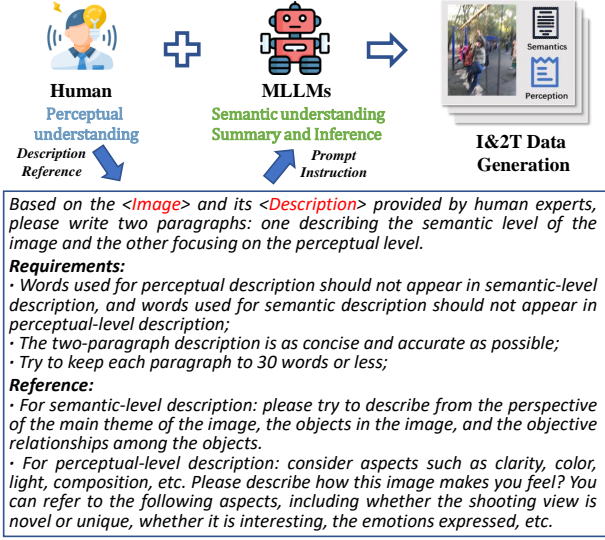 Human
MLLMs
Perceptual
understanding
Semantic understanding
Summary and Inference
Semantics
Perception
I&2T Data
Generation
Description
Reference
Prompt
Instruction
Based on the <Image> and its <Description> provided by human experts,
please write two paragraphs: one describing the semantic level of the
image and the other focusing on the perceptual level.
Requirements:
· Words used for perceptual description should not appear in semantic-level
description, and words used for semantic description should not appear in
perceptual-level description;
· The two-paragraph description is as concise and accurate as possible;
· Try to keep each paragraph to 30 words or less;
Reference:
· For semantic-level description: please try to describe from the perspective
of the main theme of the image, the objects in the image, and the objective
relationships among the objects.
· For perceptual-level description: consider aspects such as clarity, color,
light, composition, etc. Please describe how this image makes you feel? You
can refer to the following aspects, including whether the shooting view is
novel or unique, whether it is interesting, the emotions expressed, etc.